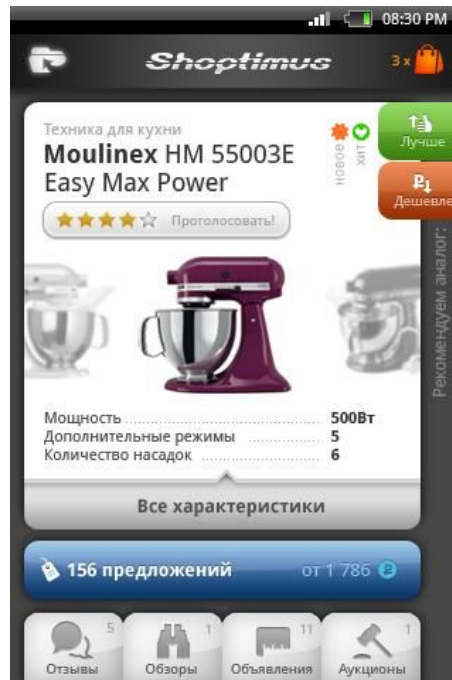 08:30 PM
Shoptimus
3 x
Техника для кухни
Moulinex HM 55003E
Easy Max Power
Проголосовать!
новое
хит
Лучше
Дешевле
Рекомендуем аналог:
Мощность 500Вт
Дополнительные режимы 5
Количество насадок 6
Все характеристики
156 предложений от 1 786
5 1 11 1
Отзывы Обзоры Объявления Аукционы